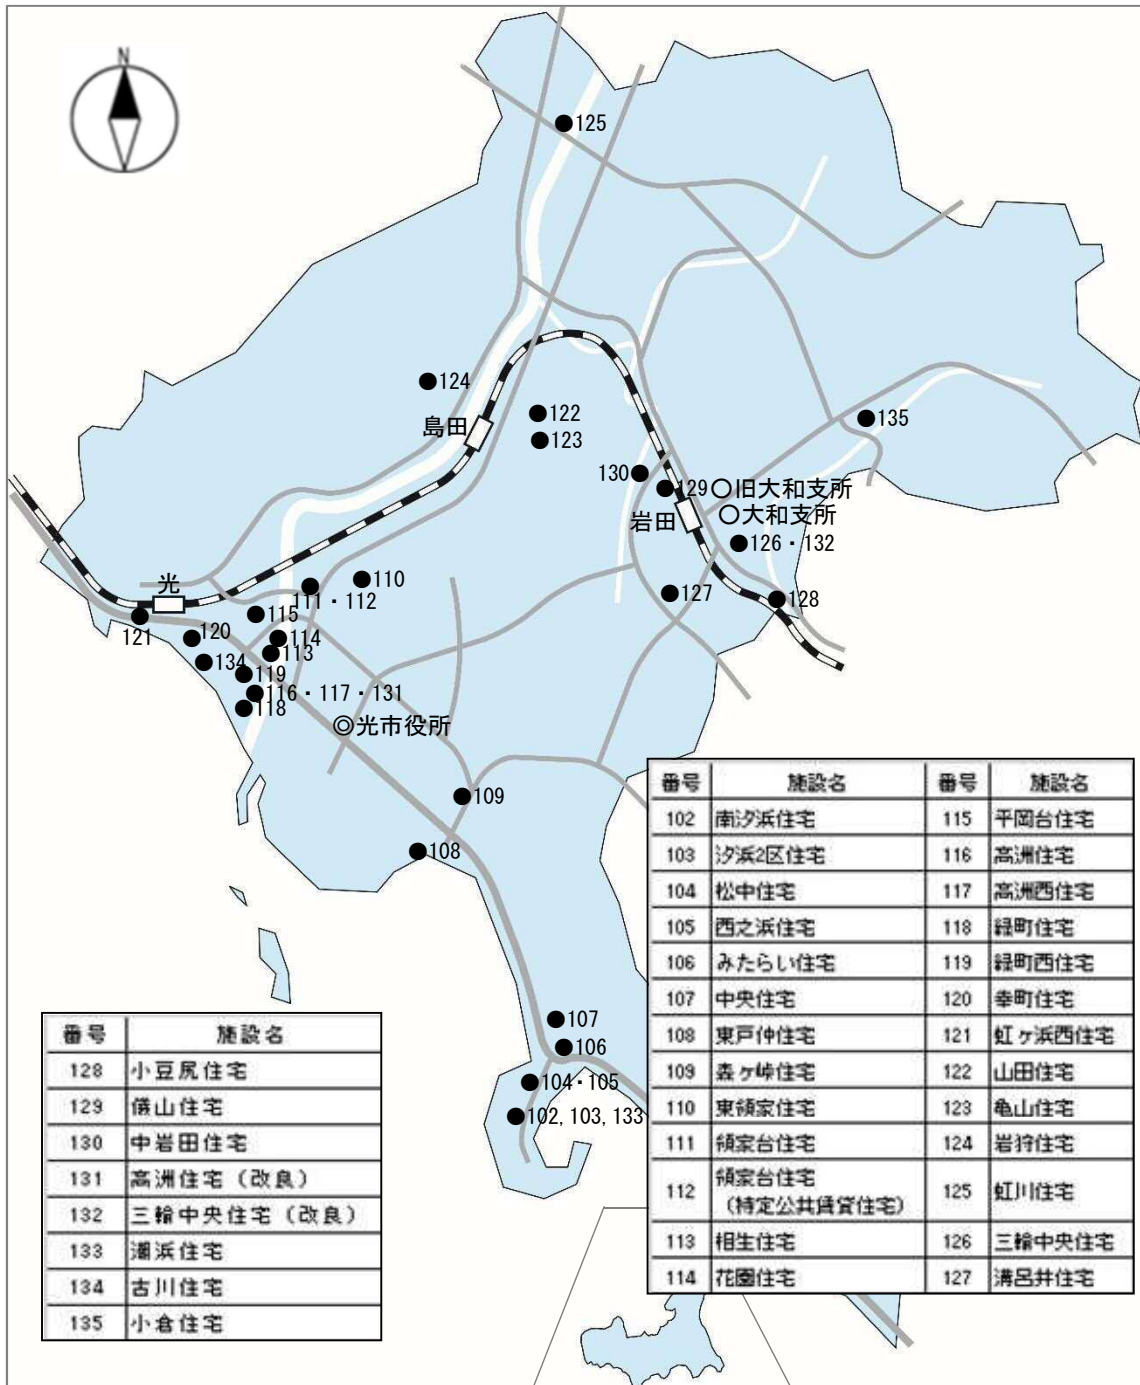 N
125
124
島田
122
123
135
130
129 ○旧大和支所
○大和支所
岩田
126・132
光
110
111・112
127
128
115
121
120
114
113
134
119
116・117・131
118
◎光市役所
109
108
107
106
104・105
102, 103, 133
番号 施設名 番号 施設名
102 南汐浜住宅 115 平岡台住宅
103 汐浜2区住宅 116 高洲住宅
104 松中住宅 117 高洲西住宅
105 西之浜住宅 118 緑町住宅
106 みたらい住宅 119 緑町西住宅
107 中央住宅 120 幸町住宅
108 東戸仲住宅 121 虹ヶ浜西住宅
109 森ヶ峠住宅 122 山田住宅
110 東領家住宅 123 亀山住宅
111 領家台住宅 124 岩狩住宅
112 領家台住宅
（特定公共賃貸住宅） 125 虹川住宅
113 相生住宅 126 三輪中央住宅
114 花園住宅 127 溝呂井住宅
番号 施設名
128 小豆尻住宅
129 儀山住宅
130 中岩田住宅
131 高洲住宅（改良）
132 三輪中央住宅（改良）
133 潮浜住宅
134 古川住宅
135 小倉住宅